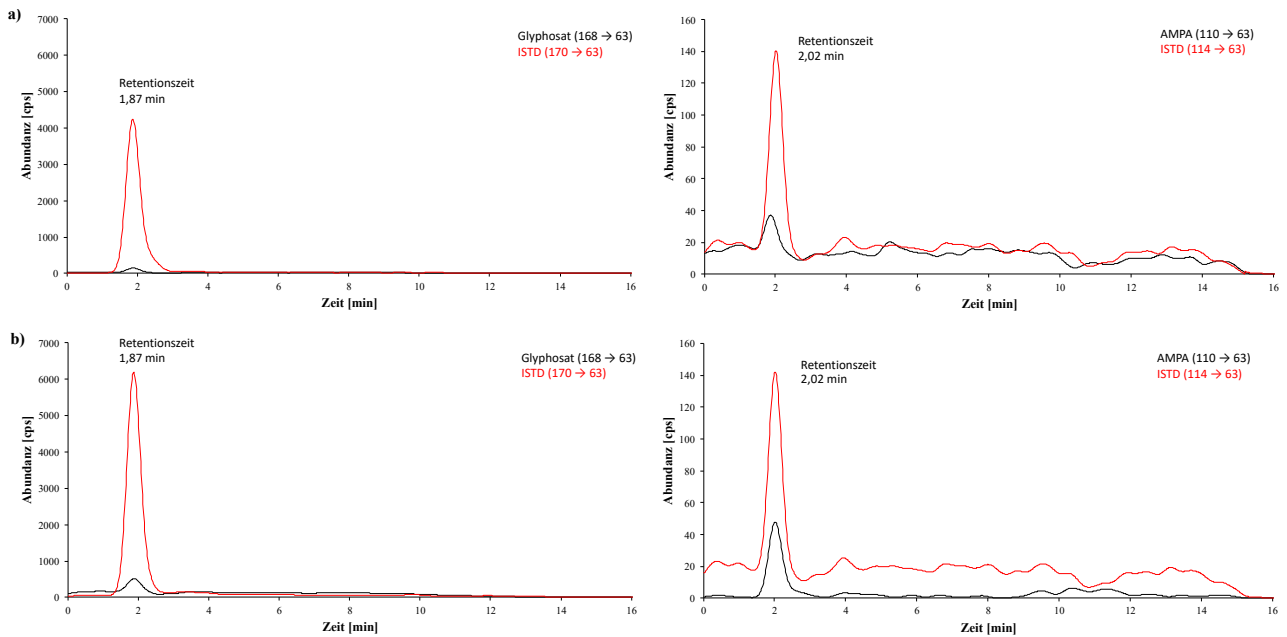 a)
7000
6000
5000
4000
3000
2000
1000
0
Abundanz [cps]
Retentionszeit
1,87 min
Glyphosat (168 → 63)
ISTD (170 → 63)
0 2 4 6 8 10 12 14 16
Zeit [min]
160
140
120
100
80
60
40
20
0
Abundanz [cps]
Retentionszeit
2,02 min
AMPA (110 → 63)
ISTD (114 → 63)
0 2 4 6 8 10 12 14 16
Zeit [min]
b)
7000
6000
5000
4000
3000
2000
1000
0
Abundanz [cps]
Retentionszeit
1,87 min
Glyphosat (168 → 63)
ISTD (170 → 63)
0 2 4 6 8 10 12 14 16
Zeit [min]
160
140
120
100
80
60
40
20
0
Abundanz [cps]
Retentionszeit
2,02 min
AMPA (110 → 63)
ISTD (114 → 63)
0 2 4 6 8 10 12 14 16
Zeit [min]